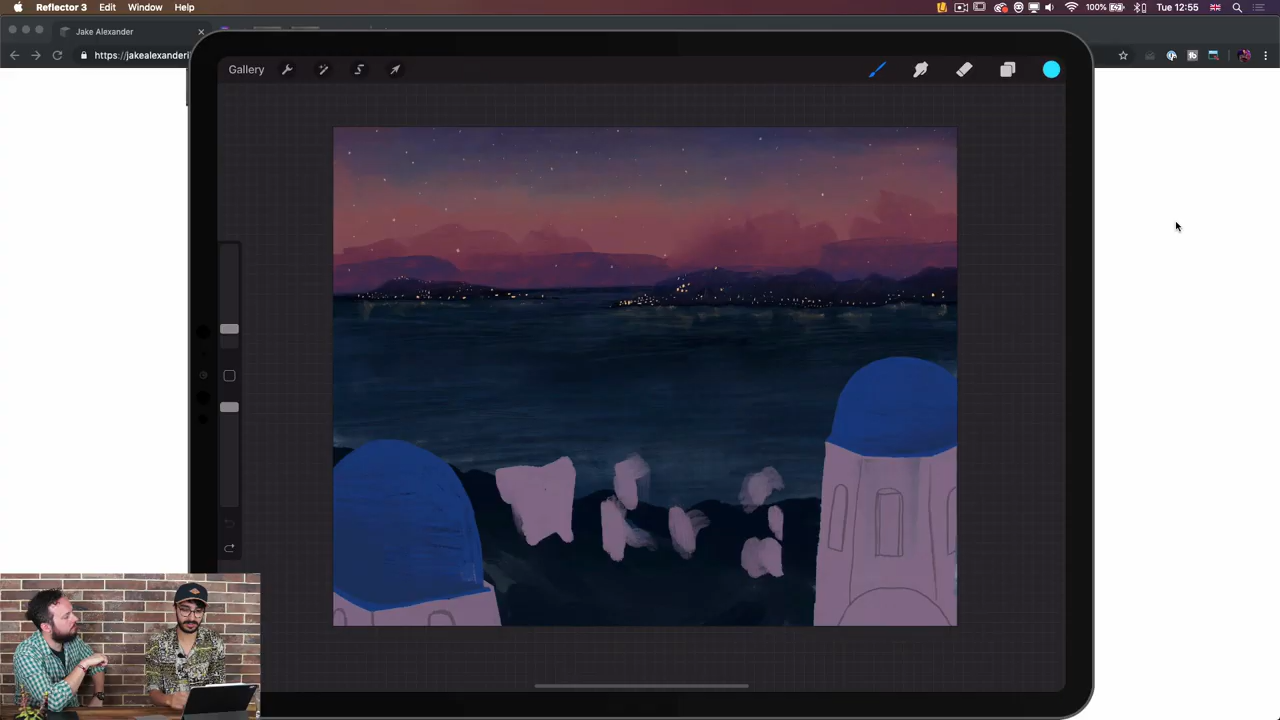 Reflector 3 Edit Window Help 100% Tue 12:55
Jake Alexander
https://jakealexanderi
Gallery